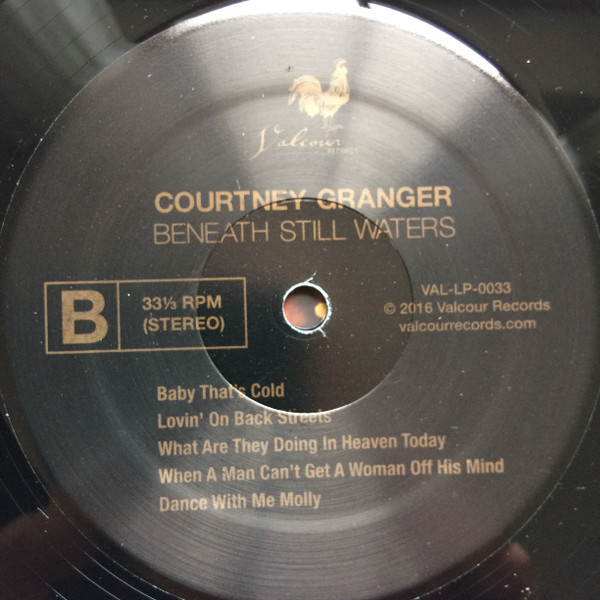 Valcour
RECORDS
COURTNEY GRANGER
BENEATH STILL WATERS
B
33⅓ RPM
(STEREO)
VAL-LP-0033
© 2016 Valcour Records
valcourrecords.com
Baby That's Cold
Lovin' On Back Streets
What Are They Doing In Heaven Today
When A Man Can't Get A Woman Off His Mind
Dance With Me Molly